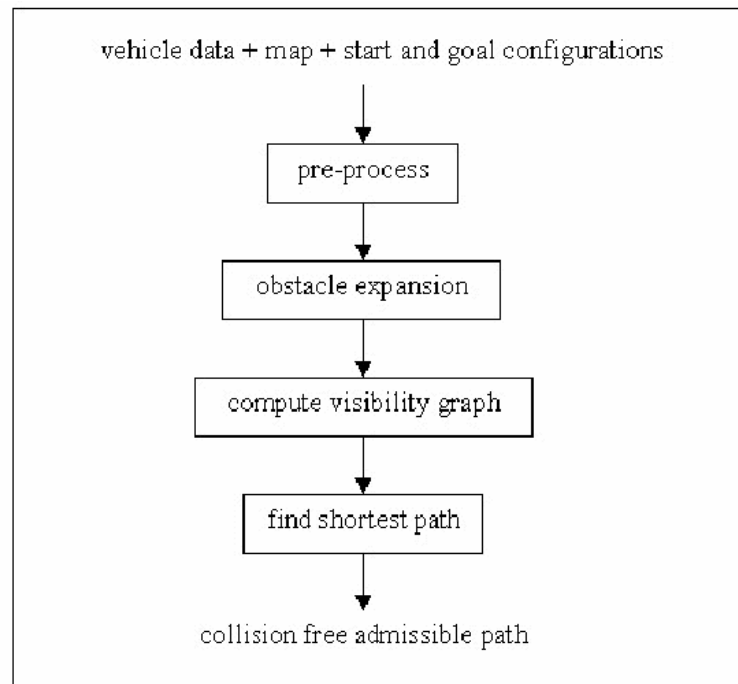 vehicle data + map + start and goal configurations
pre-process
obstacle expansion
compute visibility graph
find shortest path
collision free admissible path